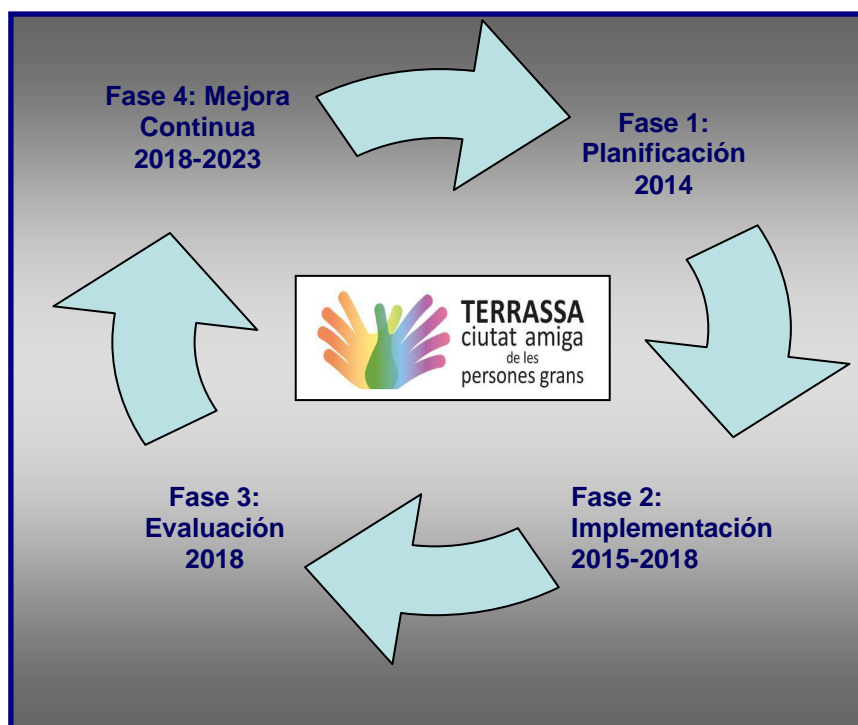 Fase 4: Mejora
Continua
2018-2023
Fase 1:
Planificación
2014
TERRASSA
ciutat amiga
de les
persones grans
Fase 3:
Evaluación
2018
Fase 2:
Implementación
2015-2018